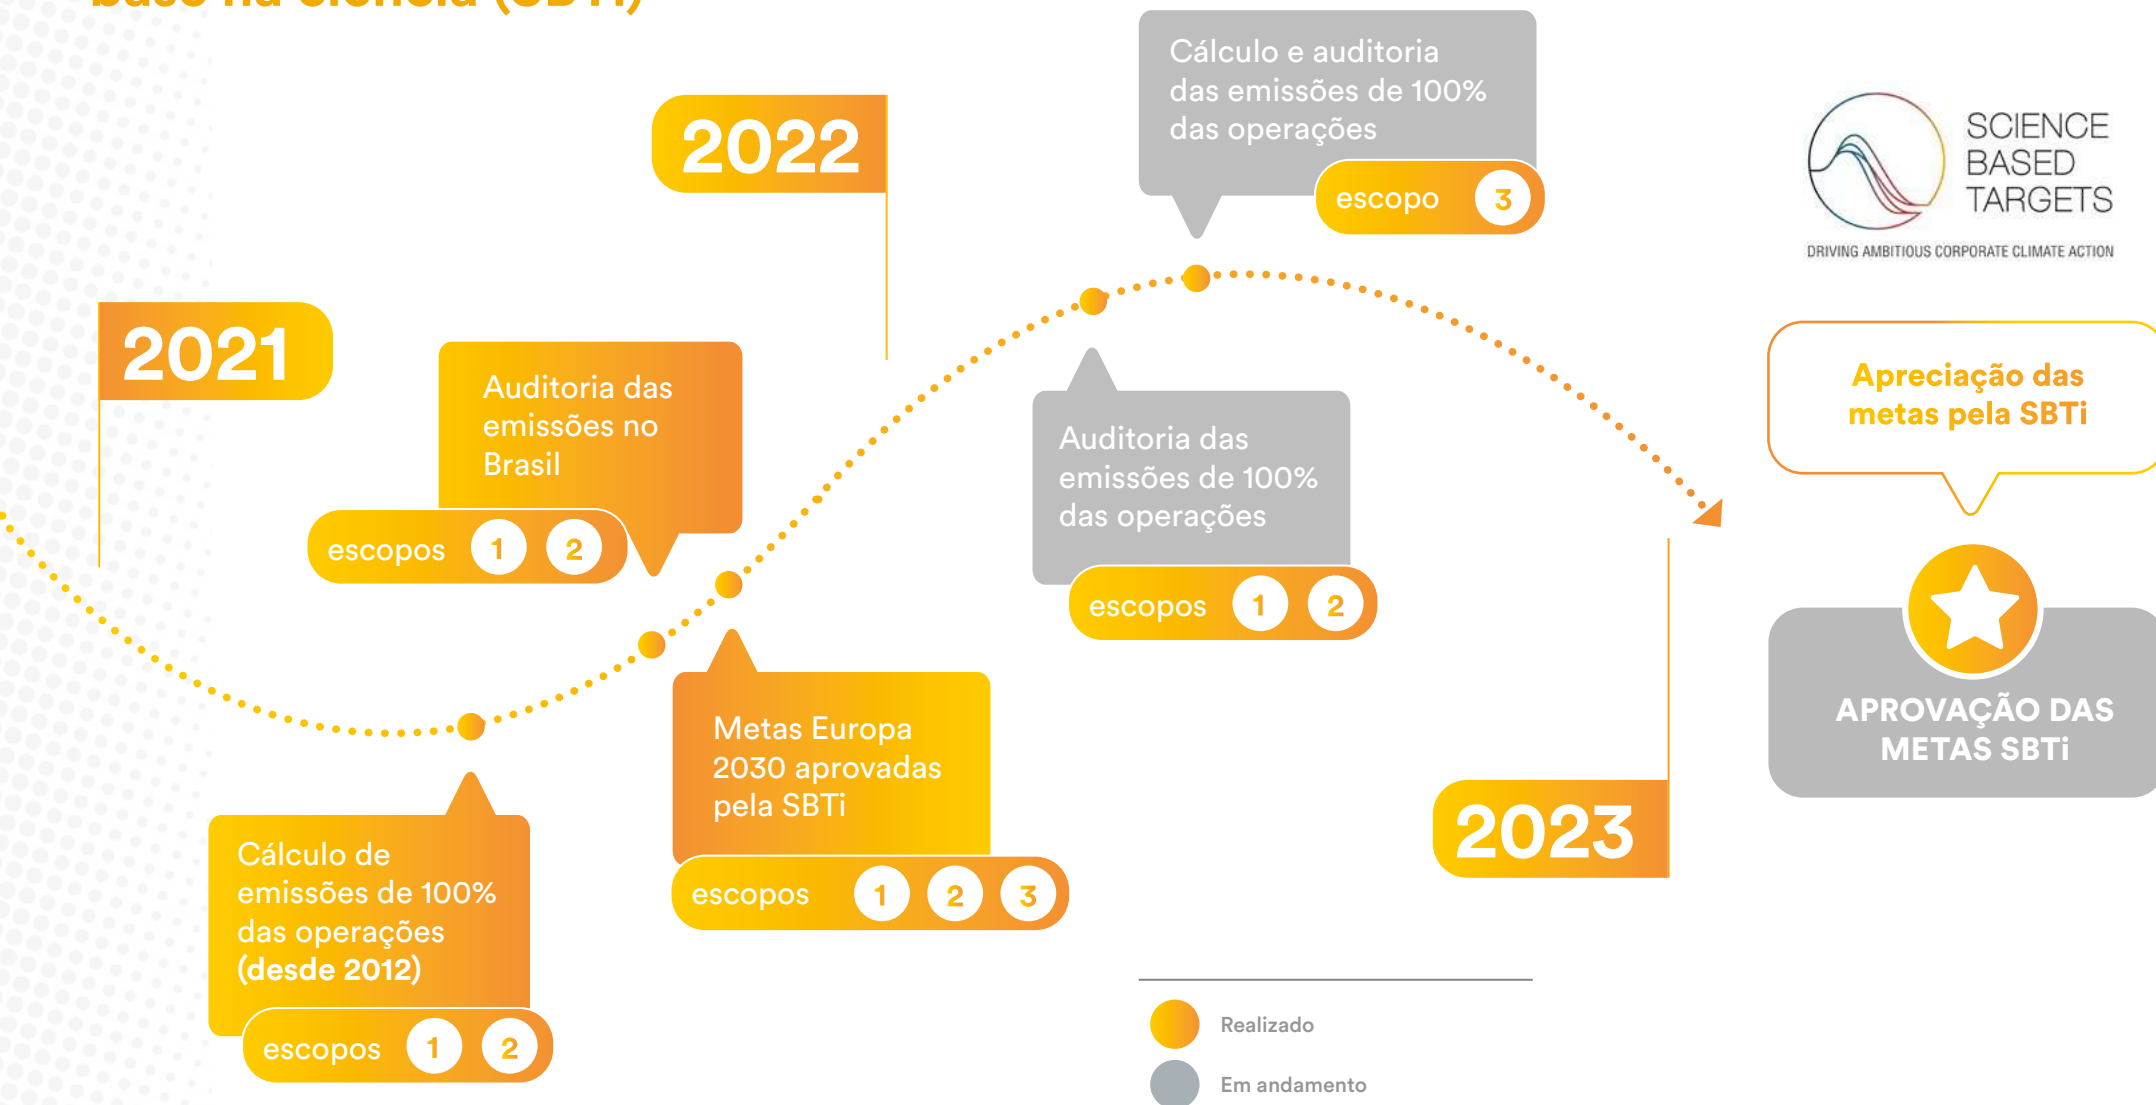 base na ciência (SBTi)
2021
Auditoria das
emissões no
Brasil
escopos 1 2
Cálculo de
emissões de 100%
das operações
(desde 2012)
escopos 1 2
Metas Europa
2030 aprovadas
pela SBTi
escopos 1 2 3
2022
Cálculo e auditoria
das emissões de 100%
das operações
escopo 3
Auditoria das
emissões de 100%
das operações
escopos 1 2
2023
SCIENCE
BASED
TARGETS
DRIVING AMBITIOUS CORPORATE CLIMATE ACTION
Apreciação das
metas pela SBTi
APROVAÇÃO DAS
METAS SBTi
Realizado
Em andamento